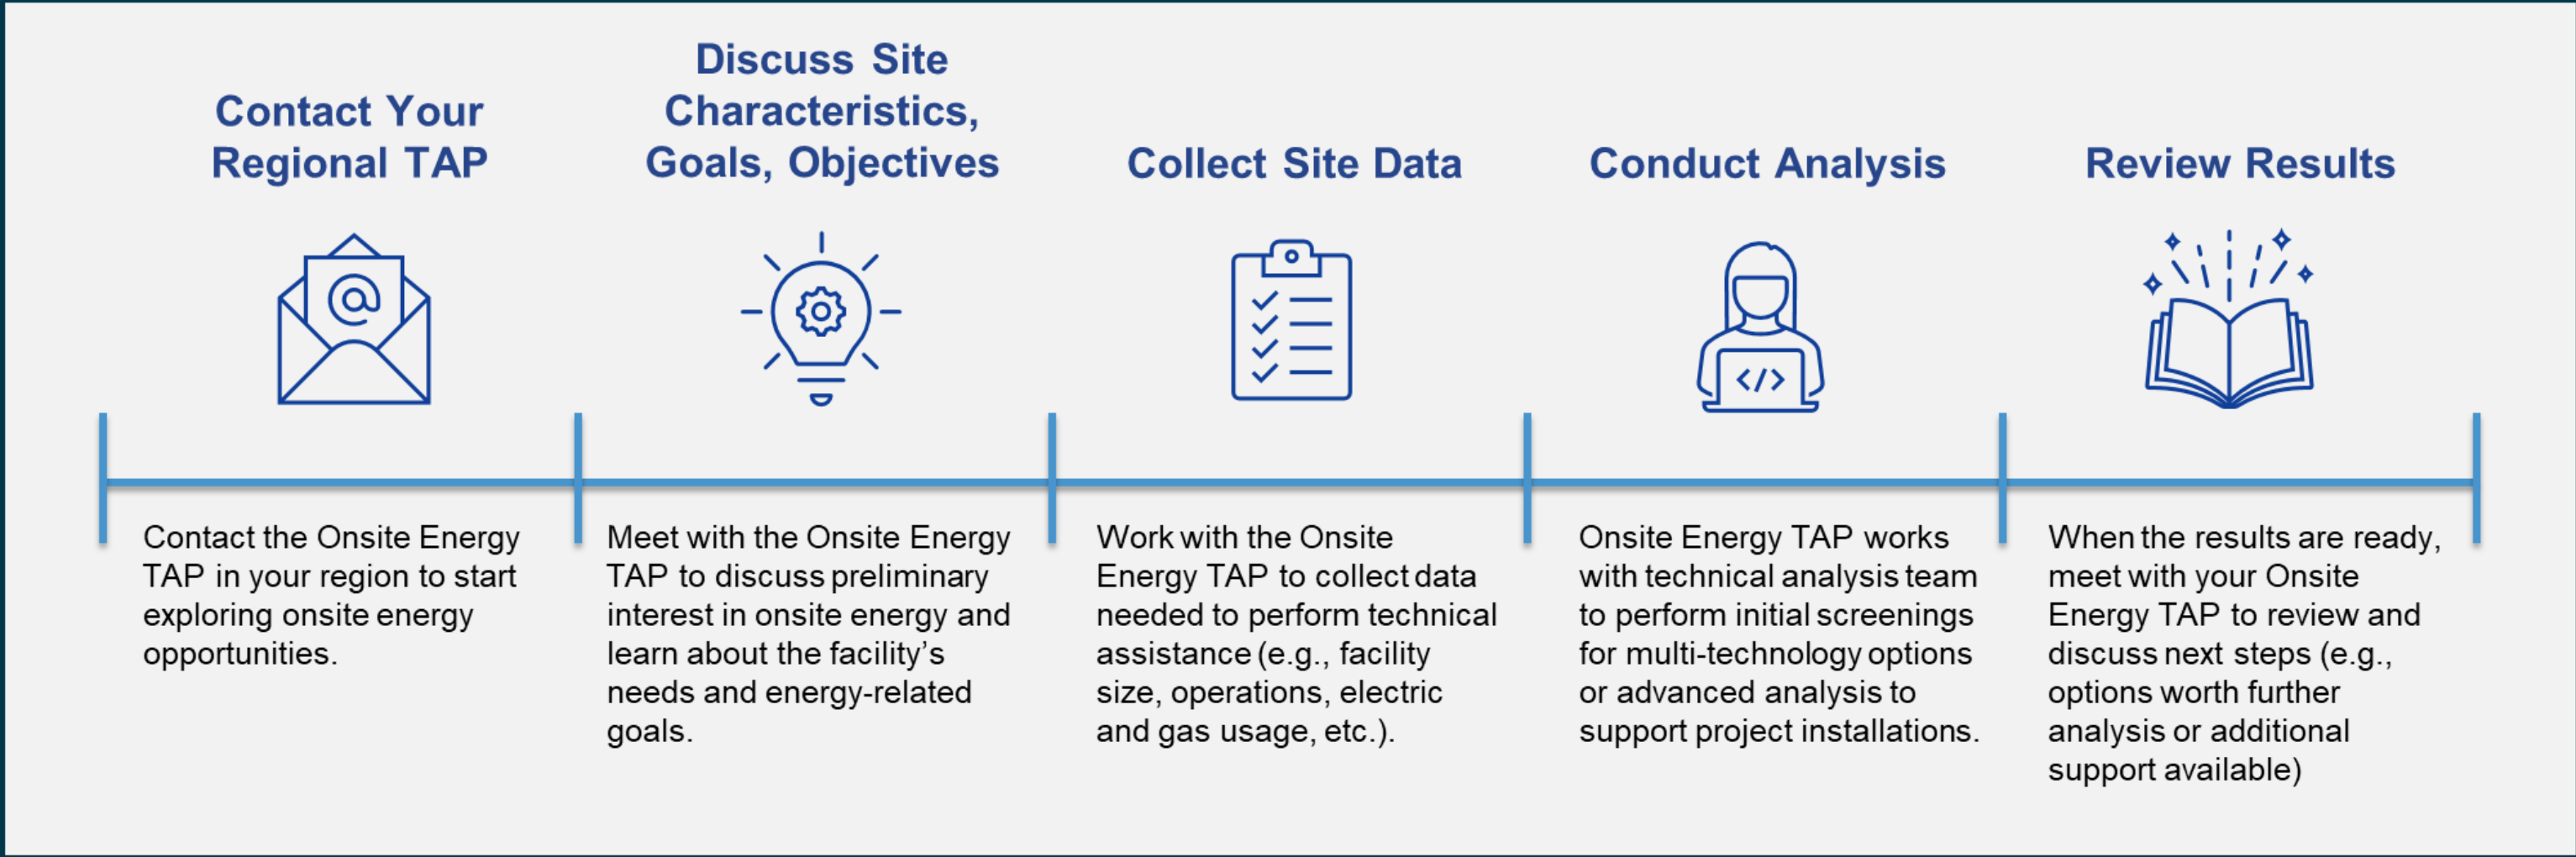 Contact Your
Regional TAP
Discuss Site
Characteristics,
Goals, Objectives
Collect Site Data
Conduct Analysis
Review Results
@
</>
Contact the Onsite Energy
TAP in your region to start
exploring onsite energy
opportunities.
Meet with the Onsite Energy
TAP to discuss preliminary
interest in onsite energy and
learn about the facility’s
needs and energy-related
goals.
Work with the Onsite
Energy TAP to collect data
needed to perform technical
assistance (e.g., facility
size, operations, electric
and gas usage, etc.).
Onsite Energy TAP works
with technical analysis team
to perform initial screenings
for multi-technology options
or advanced analysis to
support project installations.
When the results are ready,
meet with your Onsite
Energy TAP to review and
discuss next steps (e.g.,
options worth further
analysis or additional
support available)